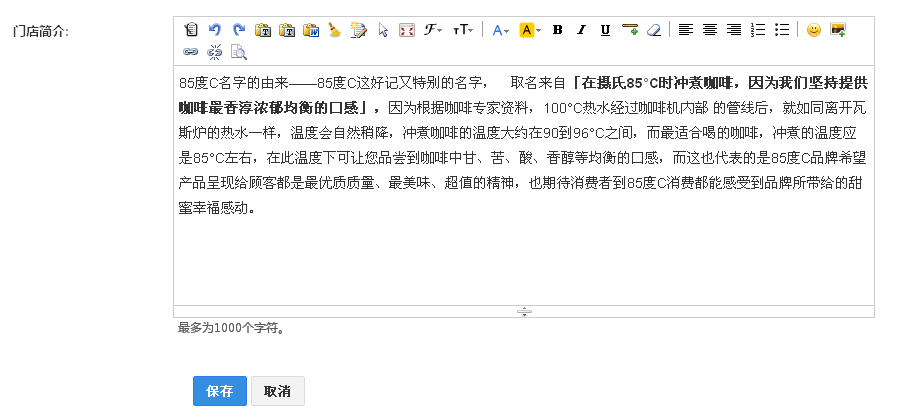 门店简介:
85度C名字的由来——85度C这好记又特别的名字， 取名来自「在摄氏85°C时冲煮咖啡，因为我们坚持提供
咖啡最香淳浓郁均衡的口感」，因为根据咖啡专家资料，100°C热水经过咖啡机内部 的管线后，就如同离开瓦
斯炉的热水一样，温度会自然稍降，冲煮咖啡的温度大约在90到96°C之间，而最适合喝的咖啡，冲煮的温度应
是85°C左右，在此温度下可让您品尝到咖啡中甘、苦、酸、香醇等均衡的口感，而这也代表的是85度C品牌希望
产品呈现给顾客都是最优质质量、最美味、超值的精神，也期待消费者到85度C消费都能感受到品牌所带给的甜
蜜幸福感动。
最多为1000个字符。
保存 取消